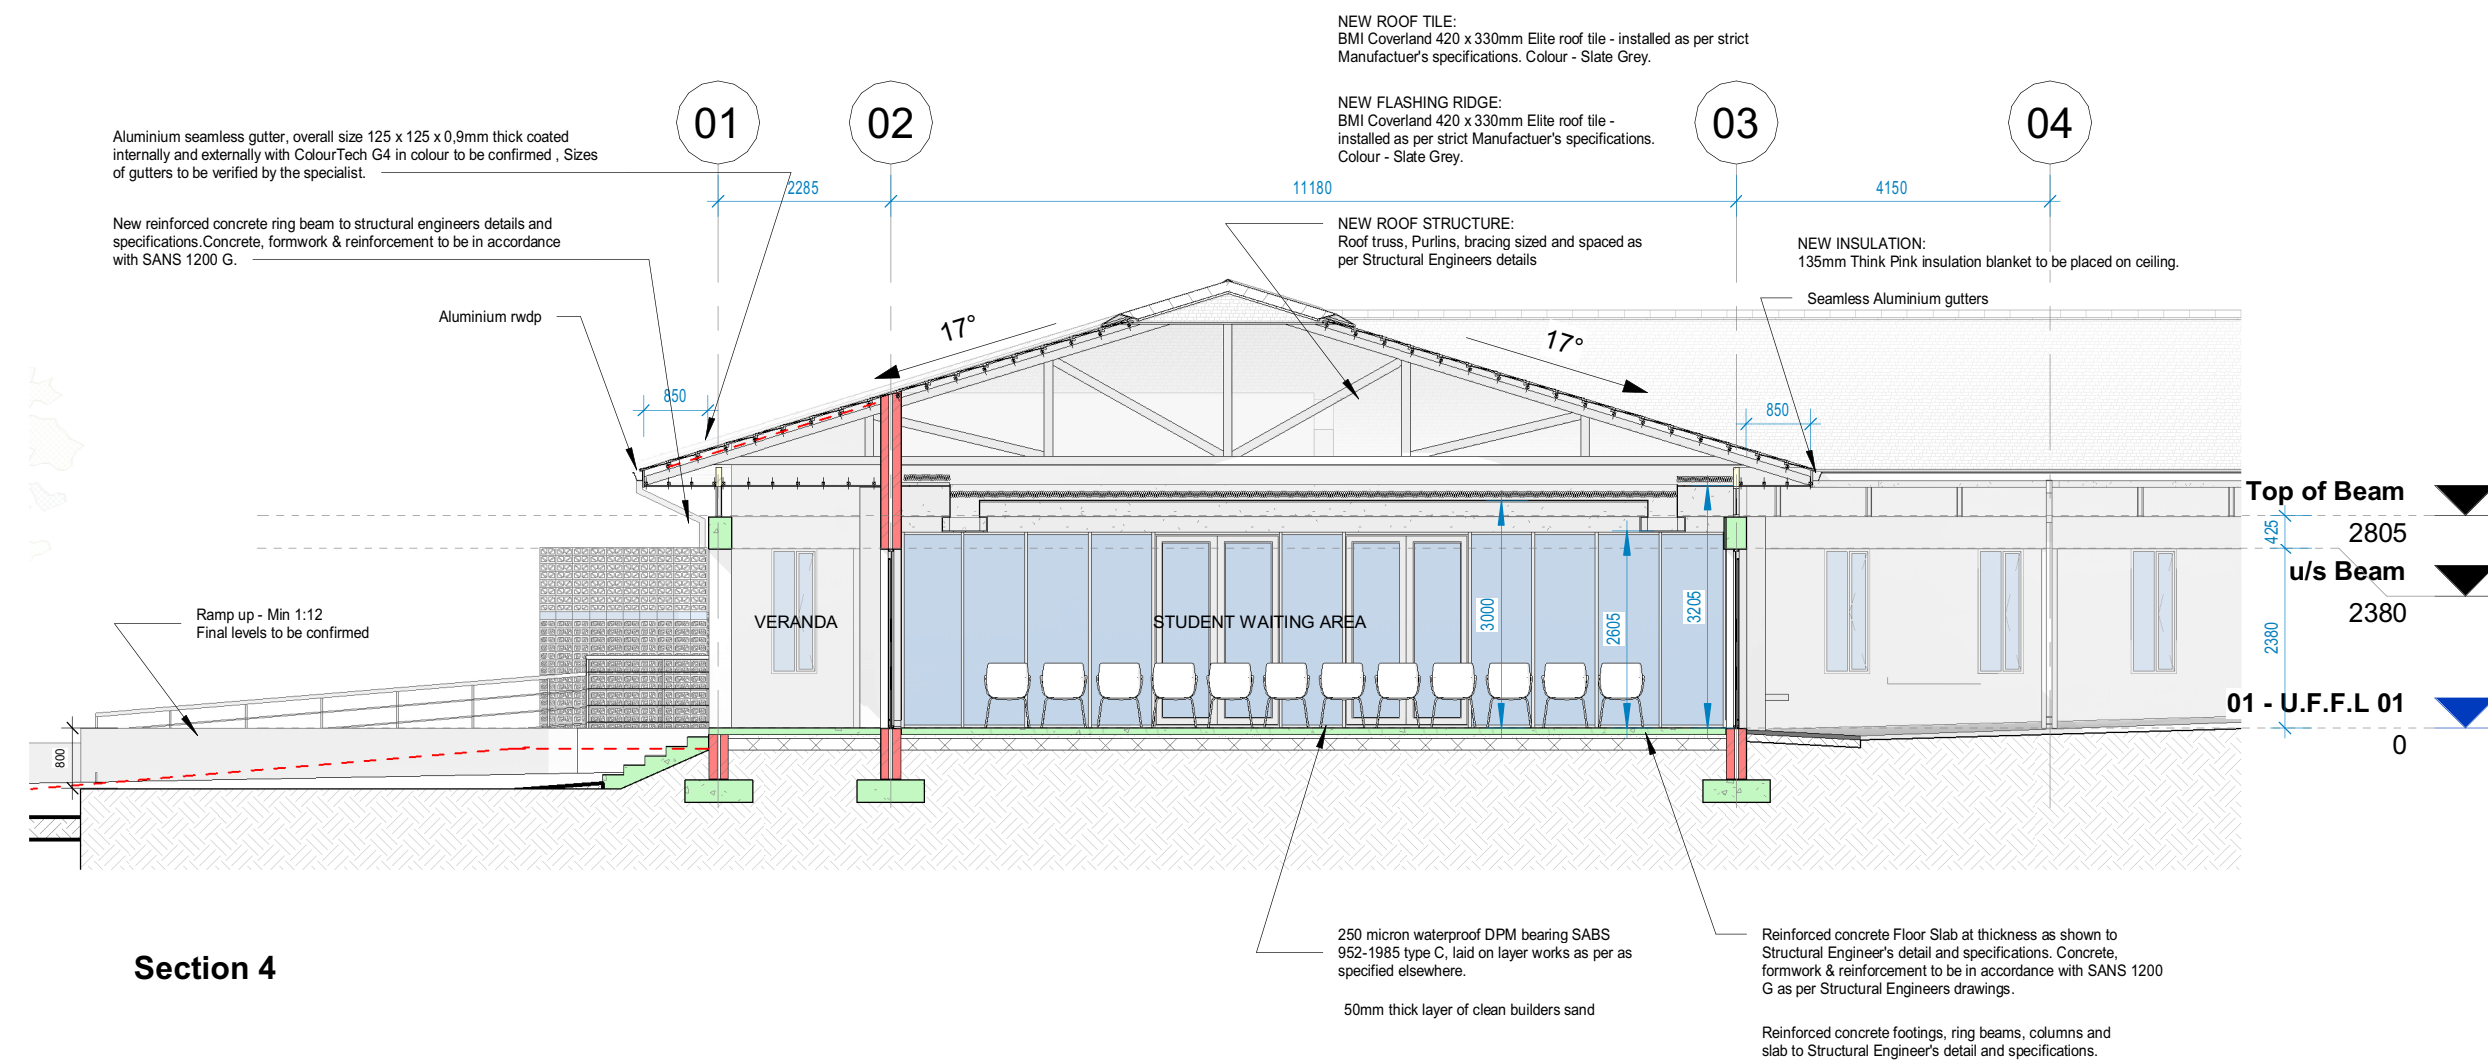 NEW ROOF TILE:
BMI Coverland 420 x 330mm Elite roof tile - installed as per strict
Manufactuer's specifications. Colour - Slate Grey.
NEW FLASHING RIDGE:
BMI Coverland 420 x 330mm Elite roof tile -
installed as per strict Manufactuer's specifications.
Colour - Slate Grey.
01
02
03
04
Aluminium seamless gutter, overall size 125 x 125 x 0,9mm thick coated
internally and externally with ColourTech G4 in colour to be confirmed , Sizes
of gutters to be verified by the specialist.
2285
11180
4150
New reinforced concrete ring beam to structural engineers details and
specifications.Concrete, formwork & reinforcement to be in accordance
with SANS 1200 G.
NEW ROOF STRUCTURE:
Roof truss, Purlins, bracing sized and spaced as
per Structural Engineers details
NEW INSULATION:
135mm Think Pink insulation blanket to be placed on ceiling.
Seamless Aluminium gutters
Aluminium rwdp
17°
17°
850
850
Top of Beam
2805
425
u/s Beam
2380
2380
01 - U.F.F.L 01
0
Ramp up - Min 1:12
Final levels to be confirmed
VERANDA
STUDENT WAITING AREA
3000
2605
3205
800
250 micron waterproof DPM bearing SABS
952-1985 type C, laid on layer works as per as
specified elsewhere.
50mm thick layer of clean builders sand
Reinforced concrete Floor Slab at thickness as shown to
Structural Engineer's detail and specifications. Concrete,
formwork & reinforcement to be in accordance with SANS 1200
G as per Structural Engineers drawings.
Reinforced concrete footings, ring beams, columns and
slab to Structural Engineer's detail and specifications.
Section 4